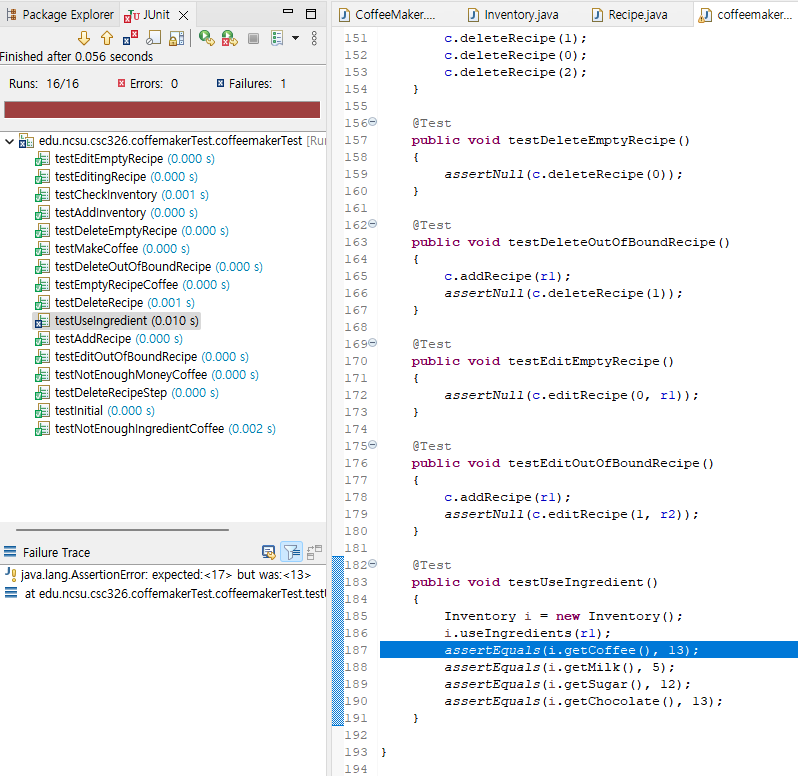 Package Explorer JUnit
Finished after 0.056 seconds
Runs: 16/16 Errors: 0 Failures: 1
edu.ncsu.csc326.coffemakerTest.coffeemakerTest [Ru
testEditEmptyRecipe (0.000 s)
testEditingRecipe (0.000 s)
testCheckInventory (0.001 s)
testAddInventory (0.000 s)
testDeleteEmptyRecipe (0.000 s)
testMakeCoffee (0.000 s)
testDeleteOutOfBoundRecipe (0.000 s)
testEmptyRecipeCoffee (0.000 s)
testDeleteRecipe (0.001 s)
testUseIngredient (0.010 s)
testAddRecipe (0.000 s)
testEditOutOfBoundRecipe (0.000 s)
testNotEnoughMoneyCoffee (0.000 s)
testDeleteRecipeStep (0.000 s)
testInitial (0.000 s)
testNotEnoughIngredientCoffee (0.002 s)
Failure Trace
java.lang.AssertionError: expected:<17> but was:<13>
at edu.ncsu.csc326.coffemakerTest.coffeemakerTest.test
CoffeeMaker.... Inventory.java Recipe.java coffeemaker...
151 c.deleteRecipe(1);
152 c.deleteRecipe(0);
153 c.deleteRecipe(2);
154 }
155
156 @Test
157 public void testDeleteEmptyRecipe()
158 {
159 assertNull(c.deleteRecipe(0));
160 }
161
162 @Test
163 public void testDeleteOutOfBoundRecipe()
164 {
165 c.addRecipe(r1);
166 assertNull(c.deleteRecipe(1));
167 }
168
169 @Test
170 public void testEditEmptyRecipe()
171 {
172 assertNull(c.editRecipe(0, r1));
173 }
174
175 @Test
176 public void testEditOutOfBoundRecipe()
177 {
178 c.addRecipe(r1);
179 assertNull(c.editRecipe(1, r2));
180 }
181
182 @Test
183 public void testUseIngredient()
184 {
185 Inventory i = new Inventory();
186 i.useIngredients(r1);
187 assertEquals(i.getCoffee(), 13);
188 assertEquals(i.getMilk(), 5);
189 assertEquals(i.getSugar(), 12);
190 assertEquals(i.getChocolate(), 13);
191 }
192
193 }
194